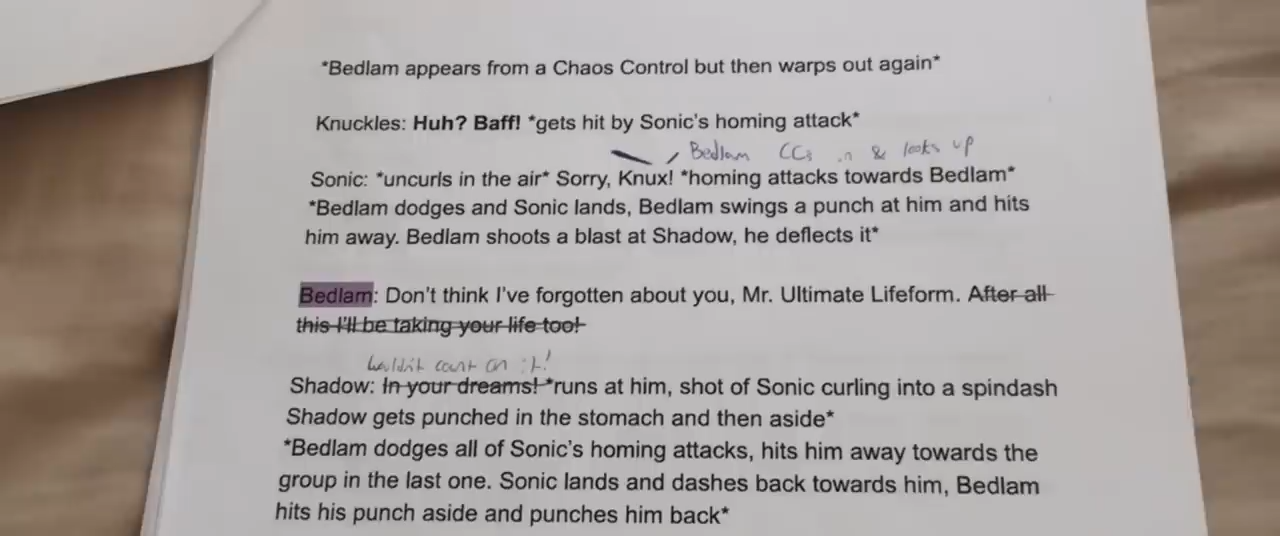 *Bedlam appears from a Chaos Control but then warps out again*
Knuckles: Huh? Baff! *gets hit by Sonic's homing attack*
Bedlam CCs in & looks up
Sonic: *uncurls in the air* Sorry, Knux! *homing attacks towards Bedlam*
*Bedlam dodges and Sonic lands, Bedlam swings a punch at him and hits
him away. Bedlam shoots a blast at Shadow, he deflects it*
Bedlam: Don't think I've forgotten about you, Mr. Ultimate Lifeform. After all
this I'll be taking your life too!
Wouldn't count on it!
Shadow: In your dreams! *runs at him, shot of Sonic curling into a spindash
Shadow gets punched in the stomach and then aside*
*Bedlam dodges all of Sonic's homing attacks, hits him away towards the
group in the last one. Sonic lands and dashes back towards him, Bedlam
hits his punch aside and punches him back*